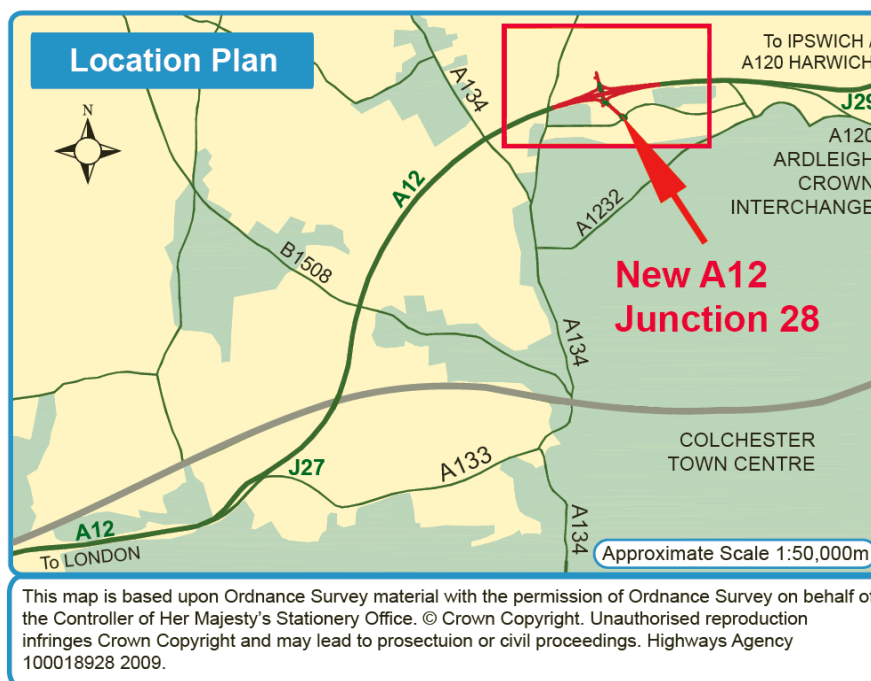 Location Plan
N
A134
To IPSWICH /
A120 HARWICH
J29
A120
ARDLEIGH
CROWN
INTERCHANGE
A12
A1232
B1508
New A12
Junction 28
A134
COLCHESTER
TOWN CENTRE
J27
A133
A12
To LONDON
A134
Approximate Scale 1:50,000m
This map is based upon Ordnance Survey material with the permission of Ordnance Survey on behalf of
the Controller of Her Majesty's Stationery Office. © Crown Copyright. Unauthorised reproduction
infringes Crown Copyright and may lead to prosectuion or civil proceedings. Highways Agency
100018928 2009.